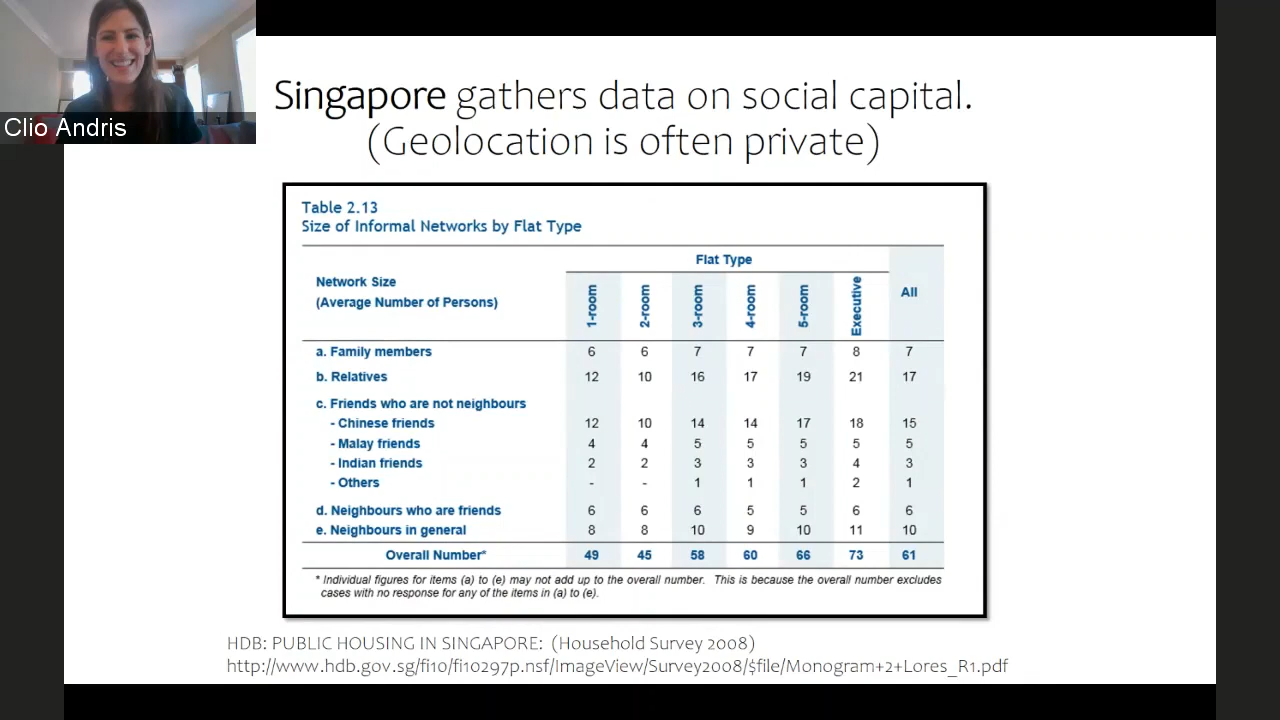 Clio Andris
Singapore gathers data on social capital.
(Geolocation is often private)
Table 2.13
Size of Informal Networks by Flat Type
Flat Type
Network Size
(Average Number of Persons)
1-room 2-room 3-room 4-room 5-room Executive All
a. Family members 6 6 7 7 7 8 7
b. Relatives 12 10 16 17 19 21 17
c. Friends who are not neighbours
- Chinese friends 12 10 14 14 17 18 15
- Malay friends 4 4 5 5 5 5 5
- Indian friends 2 2 3 3 3 4 3
- Others - - 1 1 1 2 1
d. Neighbours who are friends 6 6 6 5 5 6 6
e. Neighbours in general 8 8 10 9 10 11 10
Overall Number* 49 45 58 60 66 73 61
* Individual figures for items (a) to (e) may not add up to the overall number. This is because the overall number excludes
cases with no response for any of the items in (a) to (e).
HDB: PUBLIC HOUSING IN SINGAPORE: (Household Survey 2008)
http://www.hdb.gov.sg/fi10/fi10297p.nsf/ImageView/Survey2008/$file/Monogram+2+Lores_R1.pdf